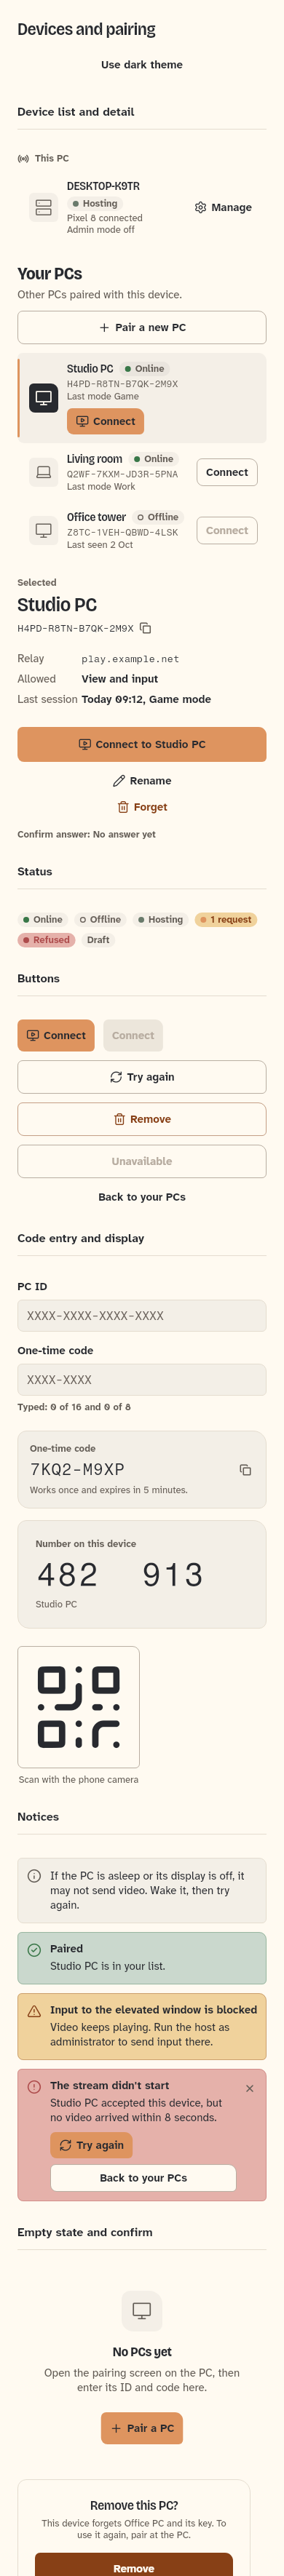 Devices and pairing
Use dark theme
Device list and detail
This PC
DESKTOP-K9TR
Hosting
Pixel 8 connected
Admin mode off
Manage
Your PCs
Other PCs paired with this device.
Pair a new PC
Studio PC Online
H4PD-R8TN-B7QK-2M9X
Last mode Game
Connect
Living room Online
Q2WF-7KXM-JD3R-5PNA
Last mode Work
Connect
Office tower Offline
Z8TC-1VEH-QBWD-4LSK
Last seen 2 Oct
Connect
Selected
Studio PC
H4PD-R8TN-B7QK-2M9X
Relay play.example.net
Allowed View and input
Last session Today 09:12, Game mode
Connect to Studio PC
Rename
Forget
Confirm answer: No answer yet
Status
Online Offline Hosting 1 request
Refused Draft
Buttons
Connect Connect
Try again
Remove
Unavailable
Back to your PCs
Code entry and display
PC ID
XXXX-XXXX-XXXX-XXXX
One-time code
XXXX-XXXX
Typed: 0 of 16 and 0 of 8
One-time code
7KQ2-M9XP
Works once and expires in 5 minutes.
Number on this device
482 913
Studio PC
Scan with the phone camera
Notices
If the PC is asleep or its display is off, it
may not send video. Wake it, then try
again.
Paired
Studio PC is in your list.
Input to the elevated window is blocked
Video keeps playing. Run the host as
administrator to send input there.
The stream didn't start
Studio PC accepted this device, but
no video arrived within 8 seconds.
Try again
Back to your PCs
Empty state and confirm
No PCs yet
Open the pairing screen on the PC, then
enter its ID and code here.
Pair a PC
Remove this PC?
This device forgets Office PC and its key. To
use it again, pair at the PC.
Remove